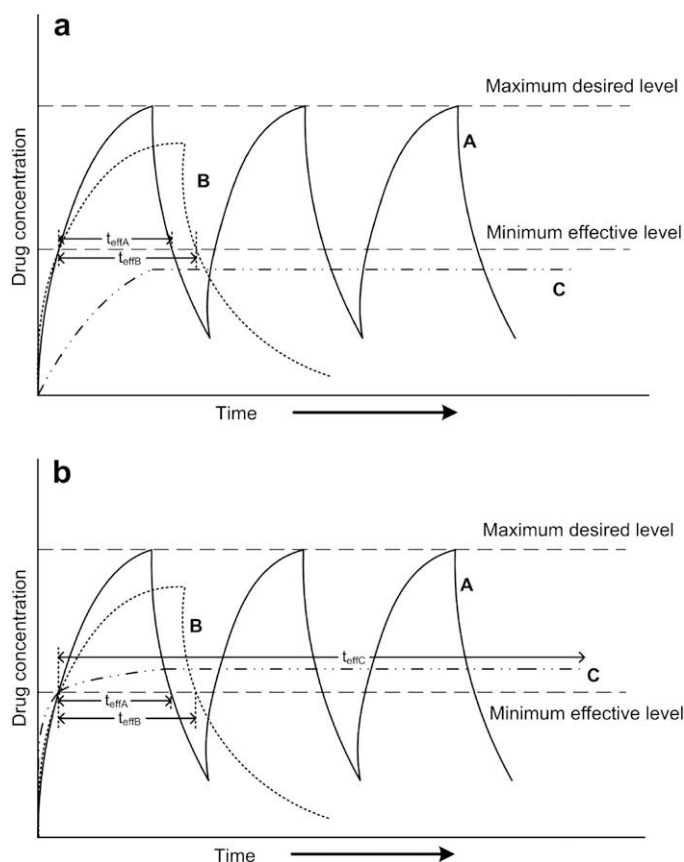 a
Maximum desired level
A
B
Drug concentration
t_effA
Minimum effective level
t_effB
C
Time
b
Maximum desired level
A
B
t_effC
C
Drug concentration
t_effA
Minimum effective level
t_effB
Time